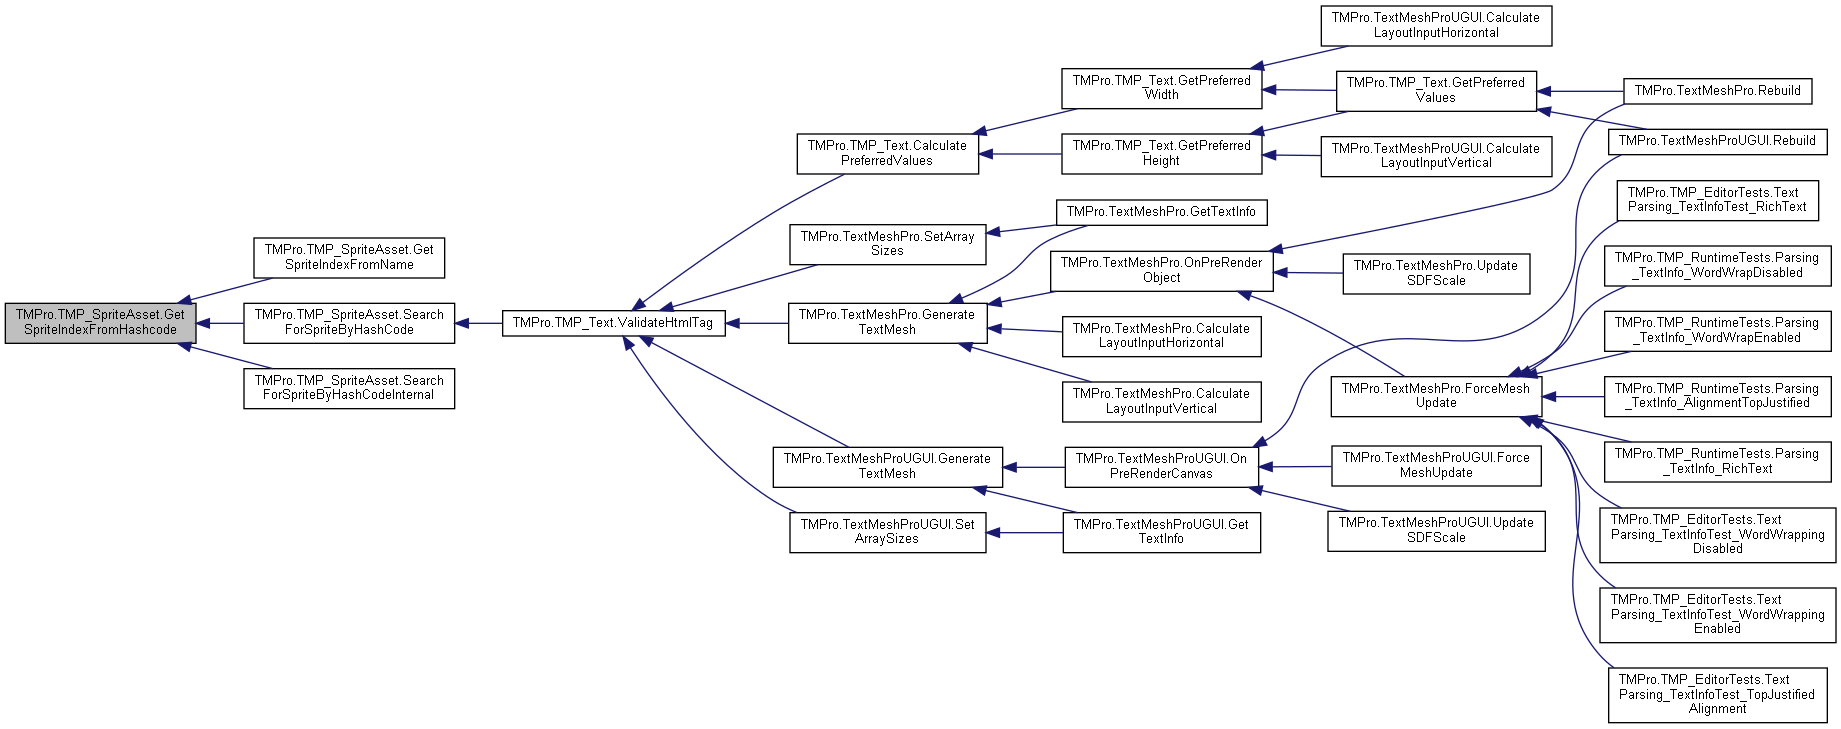 TMPro.TMP_SpriteAsset.Get
SpriteIndexFromHashcode
TMPro.TMP_SpriteAsset.Get
SpriteIndexFromName
TMPro.TMP_SpriteAsset.Search
ForSpriteByHashCode
TMPro.TMP_SpriteAsset.Search
ForSpriteByHashCodeInternal
TMPro.TMP_Text.ValidateHtmlTag
TMPro.TMP_Text.Calculate
PreferredValues
TMPro.TextMeshPro.SetArray
Sizes
TMPro.TextMeshPro.Generate
TextMesh
TMPro.TextMeshProUGUI.Generate
TextMesh
TMPro.TextMeshProUGUI.Set
ArraySizes
TMPro.TMP_Text.GetPreferred
Width
TMPro.TMP_Text.GetPreferred
Height
TMPro.TextMeshPro.GetTextInfo
TMPro.TextMeshPro.OnPreRender
Object
TMPro.TextMeshPro.Calculate
LayoutInputHorizontal
TMPro.TextMeshPro.Calculate
LayoutInputVertical
TMPro.TextMeshProUGUI.On
PreRenderCanvas
TMPro.TextMeshProUGUI.Get
TextInfo
TMPro.TextMeshProUGUI.Calculate
LayoutInputHorizontal
TMPro.TMP_Text.GetPreferred
Values
TMPro.TextMeshProUGUI.Calculate
LayoutInputVertical
TMPro.TextMeshPro.Update
SDFScale
TMPro.TextMeshPro.ForceMesh
Update
TMPro.TextMeshProUGUI.Force
MeshUpdate
TMPro.TextMeshProUGUI.Update
SDFScale
TMPro.TextMeshPro.Rebuild
TMPro.TextMeshProUGUI.Rebuild
TMPro.TMP_EditorTests.Text
Parsing_TextInfoTest_RichText
TMPro.TMP_RuntimeTests.Parsing
_TextInfo_WordWrapDisabled
TMPro.TMP_RuntimeTests.Parsing
_TextInfo_WordWrapEnabled
TMPro.TMP_RuntimeTests.Parsing
_TextInfo_AlignmentTopJustified
TMPro.TMP_RuntimeTests.Parsing
_TextInfo_RichText
TMPro.TMP_EditorTests.Text
Parsing_TextInfoTest_WordWrapping
Disabled
TMPro.TMP_EditorTests.Text
Parsing_TextInfoTest_WordWrapping
Enabled
TMPro.TMP_EditorTests.Text
Parsing_TextInfoTest_TopJustified
Alignment